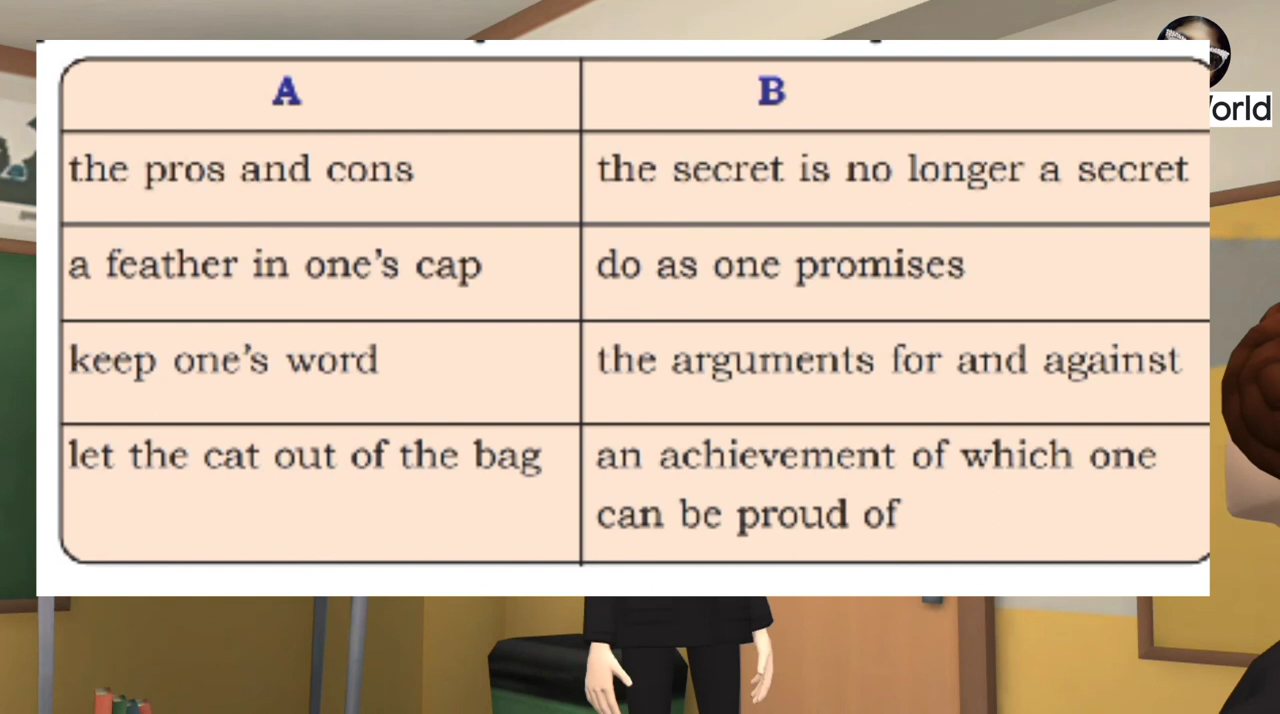 A B
the pros and cons the secret is no longer a secret
a feather in one's cap do as one promises
keep one's word the arguments for and against
let the cat out of the bag an achievement of which one
can be proud of